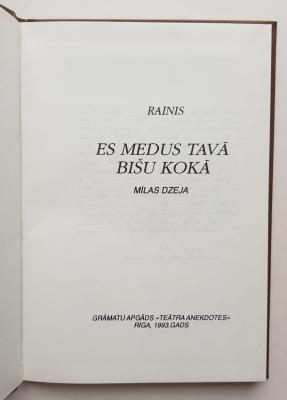 RAINIS
ES MEDUS TAVĀ
BIŠU KOKĀ
MĪLAS DZEJA
GRĀMATU APGĀDS «TEĀTRA ANEKDOTES»
RĪGA, 1993.GADS